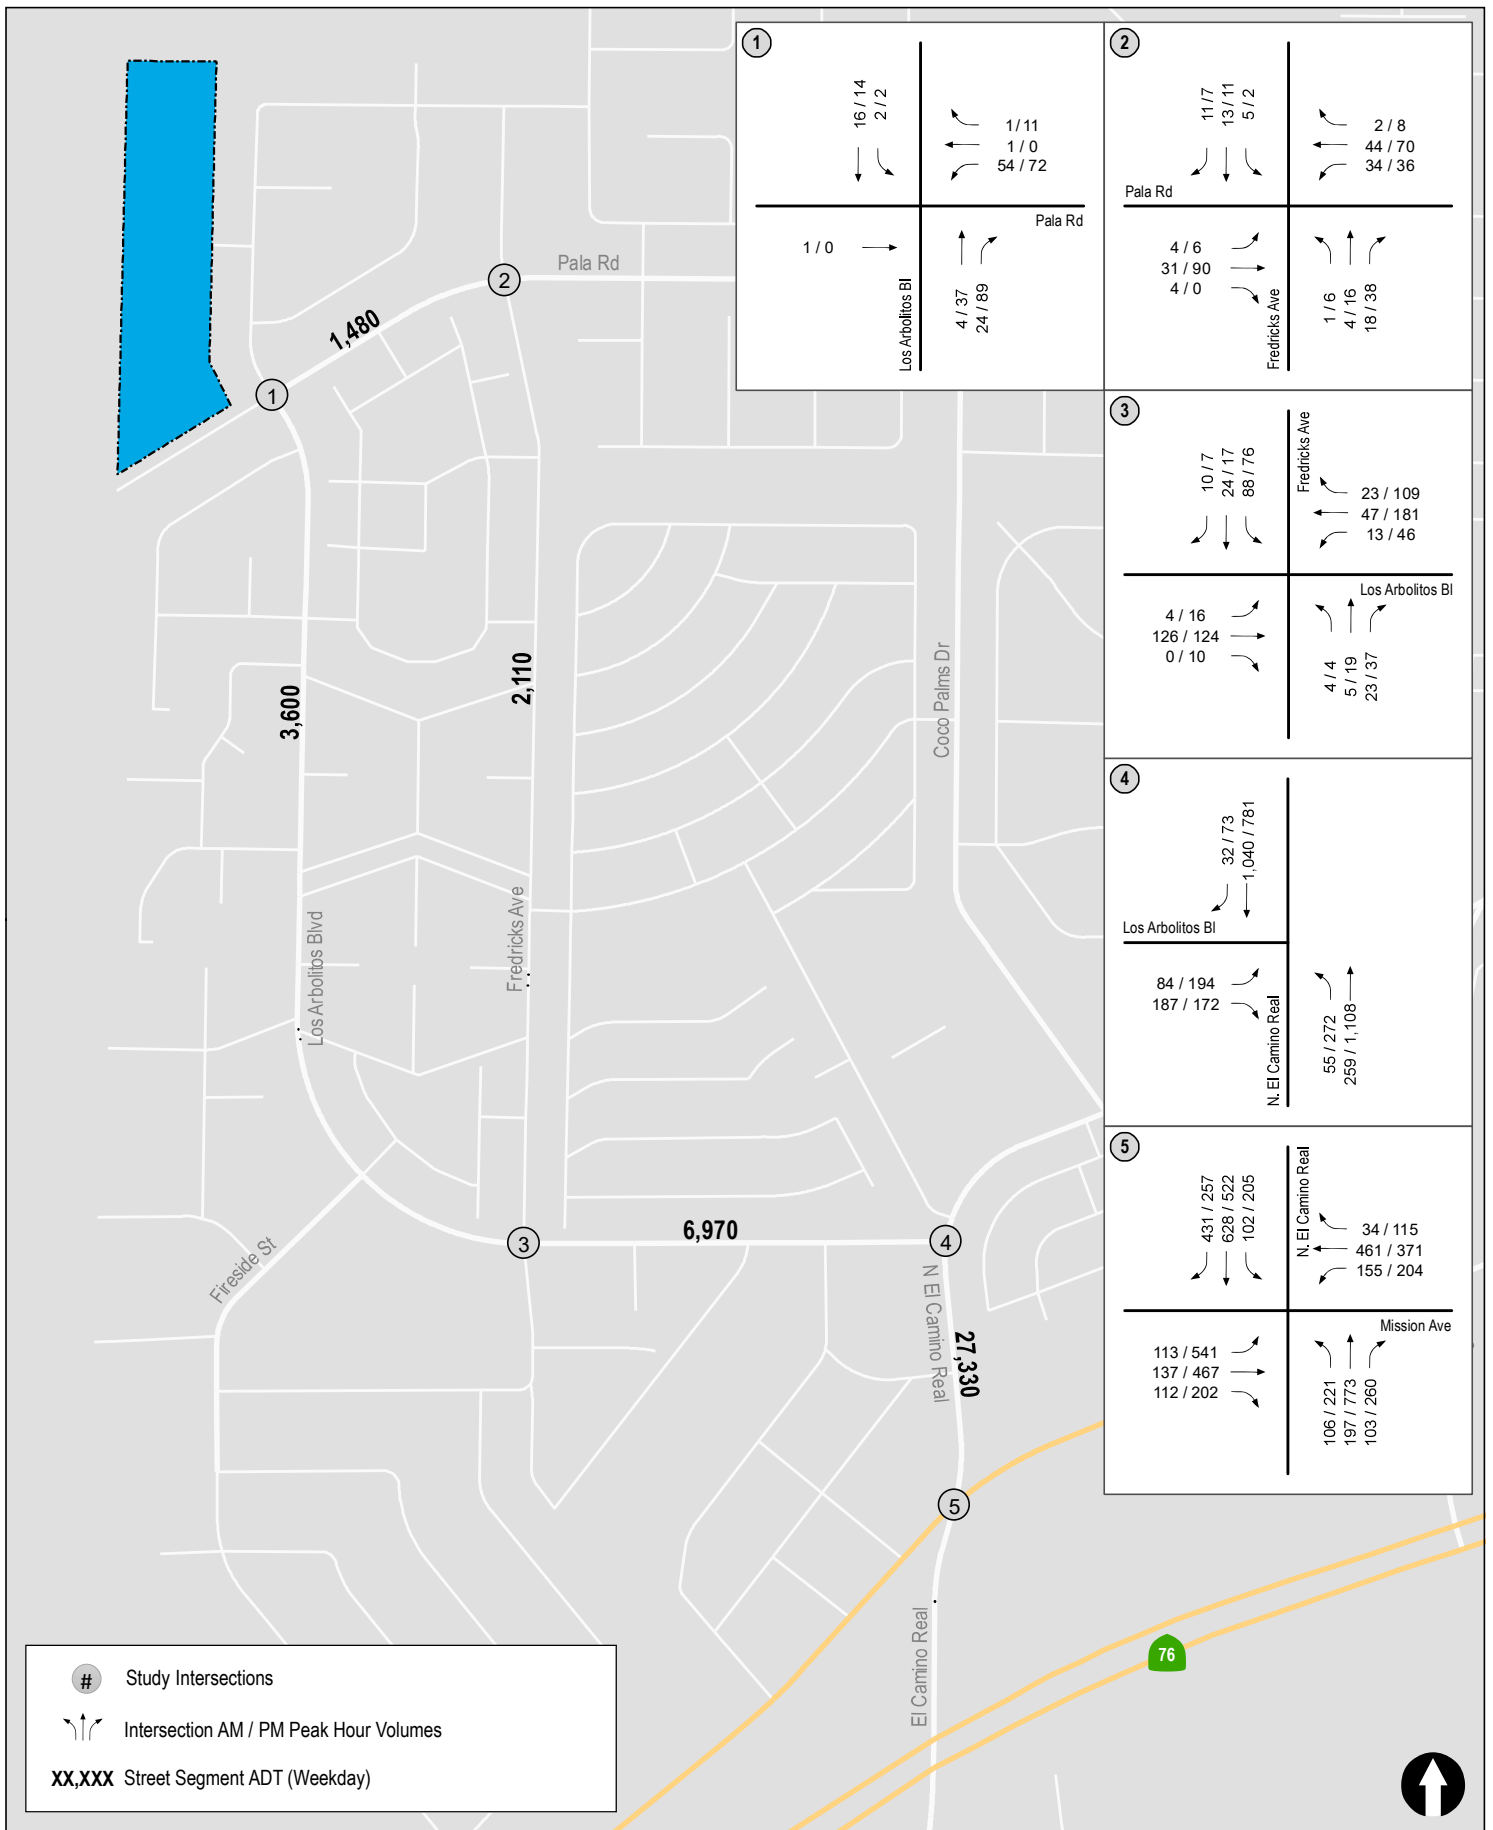 1
16 / 14
2 / 2
1 / 11
1 / 0
54 / 72
Pala Rd
1 / 0
Los Arbolitos Bl
4 / 37
24 / 89
2
11 / 7
13 / 11
5 / 2
2 / 8
44 / 70
34 / 36
Pala Rd
4 / 6
31 / 90
4 / 0
Fredricks Ave
1 / 6
4 / 16
18 / 38
3
10 / 7
24 / 17
88 / 76
Fredricks Ave
23 / 109
47 / 181
13 / 46
Los Arbolitos Bl
4 / 16
126 / 124
0 / 10
4 / 4
5 / 19
23 / 37
4
32 / 73
1,040 / 781
Los Arbolitos Bl
84 / 194
187 / 172
N. El Camino Real
55 / 272
259 / 1,108
5
431 / 257
628 / 522
102 / 205
N. El Camino Real
34 / 115
461 / 371
155 / 204
Mission Ave
113 / 541
137 / 467
112 / 202
106 / 221
197 / 773
103 / 260
2
Pala Rd
1,480
1
2,110
3,600
Coco Palms Dr
Fredricks Ave
Los Arbolitos Blvd
3
6,970
4
Fireside St
N El Camino Real
27,330
5
El Camino Real
76
# Study Intersections
Intersection AM / PM Peak Hour Volumes
XX,XXX Street Segment ADT (Weekday)